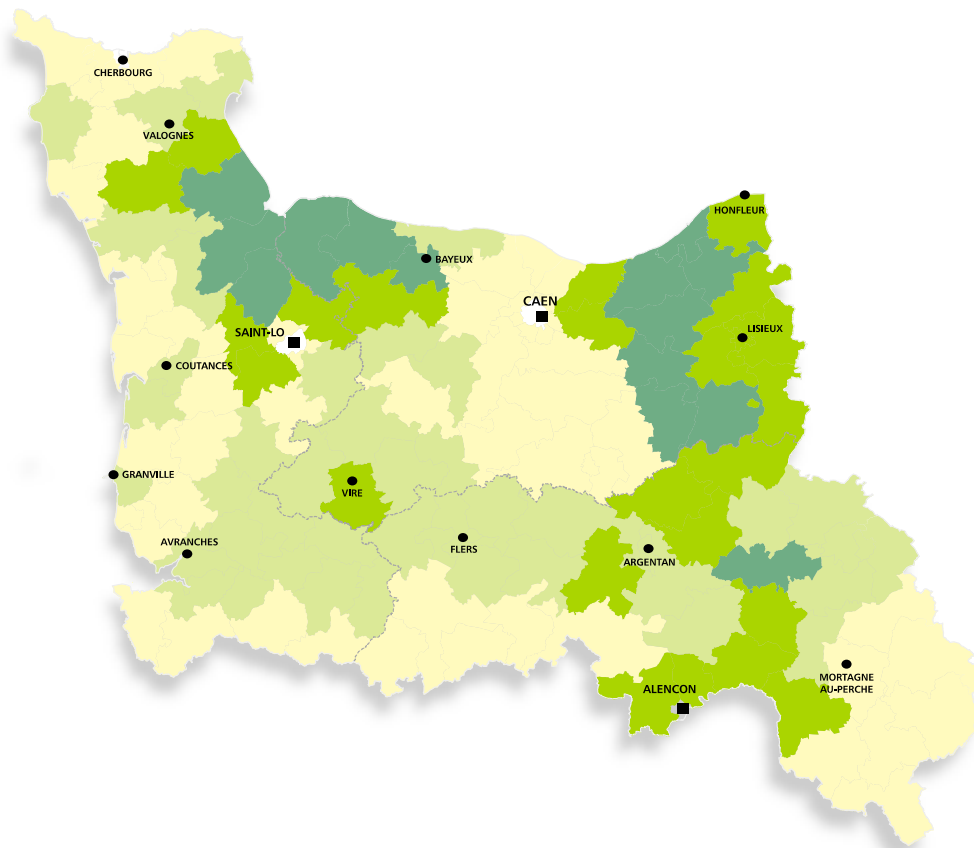 CHERBOURG
VALOGNES
HONFLEUR
BAYEUX
CAEN
LISIEUX
SAINT-LO
COUTANCES
GRANVILLE
VIRE
AVRANCHES
FLERS
ARGENTAN
MORTAGNE
AU-PERCHE
ALENCON